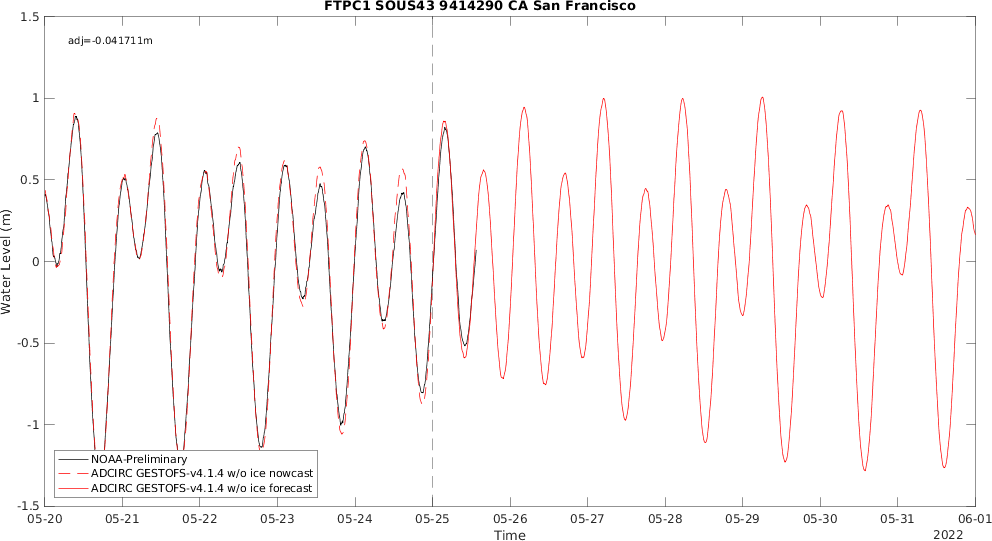 FTPC1 SOUS43 9414290 CA San Francisco
adj=-0.041711m
1.5
1
0.5
0
-0.5
-1
-1.5
Water Level (m)
NOAA-Preliminary
ADCIRC GESTOFS-v4.1.4 w/o ice nowcast
ADCIRC GESTOFS-v4.1.4 w/o ice forecast
05-20 05-21 05-22 05-23 05-24 05-25 05-26 05-27 05-28 05-29 05-30 05-31 06-01
Time
2022